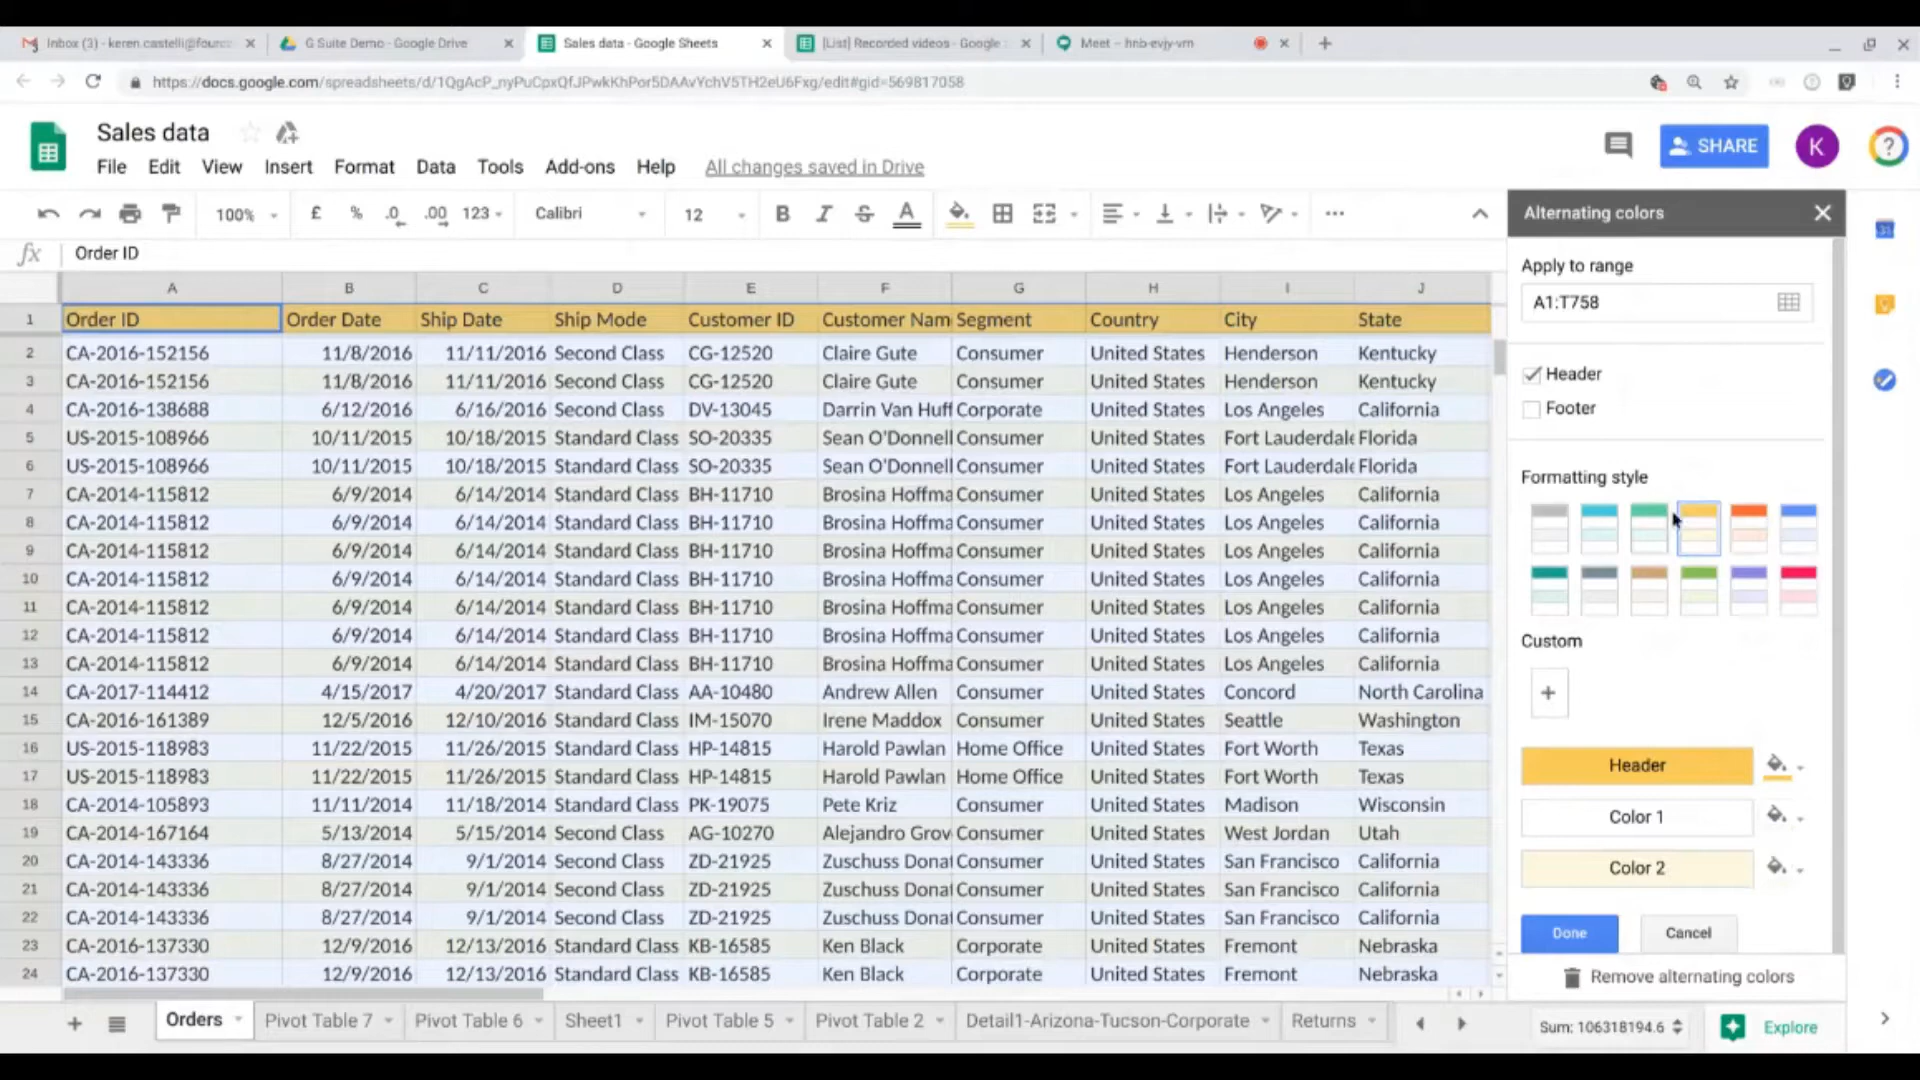 Inbox (3) - keren.castelli@fourc
G Suite Demo - Google Drive
Sales data - Google Sheets
[List] Recorded videos - Google
Meet – hnb-evjy-vrn
https://docs.google.com/spreadsheets/d/1QgAcP_nyPuCpxQfJPwkKhPor5DAAvYchV5TH2eU6Fxg/edit#gid=569817058
Sales data
SHARE
K
File Edit View Insert Format Data Tools Add-ons Help All changes saved in Drive
100% £ % .0 .00 123 Calibri 12 B I S A
Alternating colors
fx Order ID
A B C D E F G H I J
1 Order ID Order Date Ship Date Ship Mode Customer ID Customer Nam Segment Country City State
2 CA-2016-152156 11/8/2016 11/11/2016 Second Class CG-12520 Claire Gute Consumer United States Henderson Kentucky
3 CA-2016-152156 11/8/2016 11/11/2016 Second Class CG-12520 Claire Gute Consumer United States Henderson Kentucky
4 CA-2016-138688 6/12/2016 6/16/2016 Second Class DV-13045 Darrin Van Huff Corporate United States Los Angeles California
5 US-2015-108966 10/11/2015 10/18/2015 Standard Class SO-20335 Sean O'Donnell Consumer United States Fort Lauderdale Florida
6 US-2015-108966 10/11/2015 10/18/2015 Standard Class SO-20335 Sean O'Donnell Consumer United States Fort Lauderdale Florida
7 CA-2014-115812 6/9/2014 6/14/2014 Standard Class BH-11710 Brosina Hoffma Consumer United States Los Angeles California
8 CA-2014-115812 6/9/2014 6/14/2014 Standard Class BH-11710 Brosina Hoffma Consumer United States Los Angeles California
9 CA-2014-115812 6/9/2014 6/14/2014 Standard Class BH-11710 Brosina Hoffma Consumer United States Los Angeles California
10 CA-2014-115812 6/9/2014 6/14/2014 Standard Class BH-11710 Brosina Hoffma Consumer United States Los Angeles California
11 CA-2014-115812 6/9/2014 6/14/2014 Standard Class BH-11710 Brosina Hoffma Consumer United States Los Angeles California
12 CA-2014-115812 6/9/2014 6/14/2014 Standard Class BH-11710 Brosina Hoffma Consumer United States Los Angeles California
13 CA-2014-115812 6/9/2014 6/14/2014 Standard Class BH-11710 Brosina Hoffma Consumer United States Los Angeles California
14 CA-2017-114412 4/15/2017 4/20/2017 Standard Class AA-10480 Andrew Allen Consumer United States Concord North Carolina
15 CA-2016-161389 12/5/2016 12/10/2016 Standard Class IM-15070 Irene Maddox Consumer United States Seattle Washington
16 US-2015-118983 11/22/2015 11/26/2015 Standard Class HP-14815 Harold Pawlan Home Office United States Fort Worth Texas
17 US-2015-118983 11/22/2015 11/26/2015 Standard Class HP-14815 Harold Pawlan Home Office United States Fort Worth Texas
18 CA-2014-105893 11/11/2014 11/18/2014 Standard Class PK-19075 Pete Kriz Consumer United States Madison Wisconsin
19 CA-2014-167164 5/13/2014 5/15/2014 Second Class AG-10270 Alejandro Grov Consumer United States West Jordan Utah
20 CA-2014-143336 8/27/2014 9/1/2014 Second Class ZD-21925 Zuschuss Donat Consumer United States San Francisco California
21 CA-2014-143336 8/27/2014 9/1/2014 Second Class ZD-21925 Zuschuss Donat Consumer United States San Francisco California
22 CA-2014-143336 8/27/2014 9/1/2014 Second Class ZD-21925 Zuschuss Donat Consumer United States San Francisco California
23 CA-2016-137330 12/9/2016 12/13/2016 Standard Class KB-16585 Ken Black Corporate United States Fremont Nebraska
24 CA-2016-137330 12/9/2016 12/13/2016 Standard Class KB-16585 Ken Black Corporate United States Fremont Nebraska
Apply to range
A1:T758
Header
Footer
Formatting style
Custom
+
Header
Color 1
Color 2
Done Cancel
Remove alternating colors
31
Orders Pivot Table 7 Pivot Table 6 Sheet1 Pivot Table 5 Pivot Table 2 Detail1-Arizona-Tucson-Corporate Returns
Sum: 106318194.6
Explore